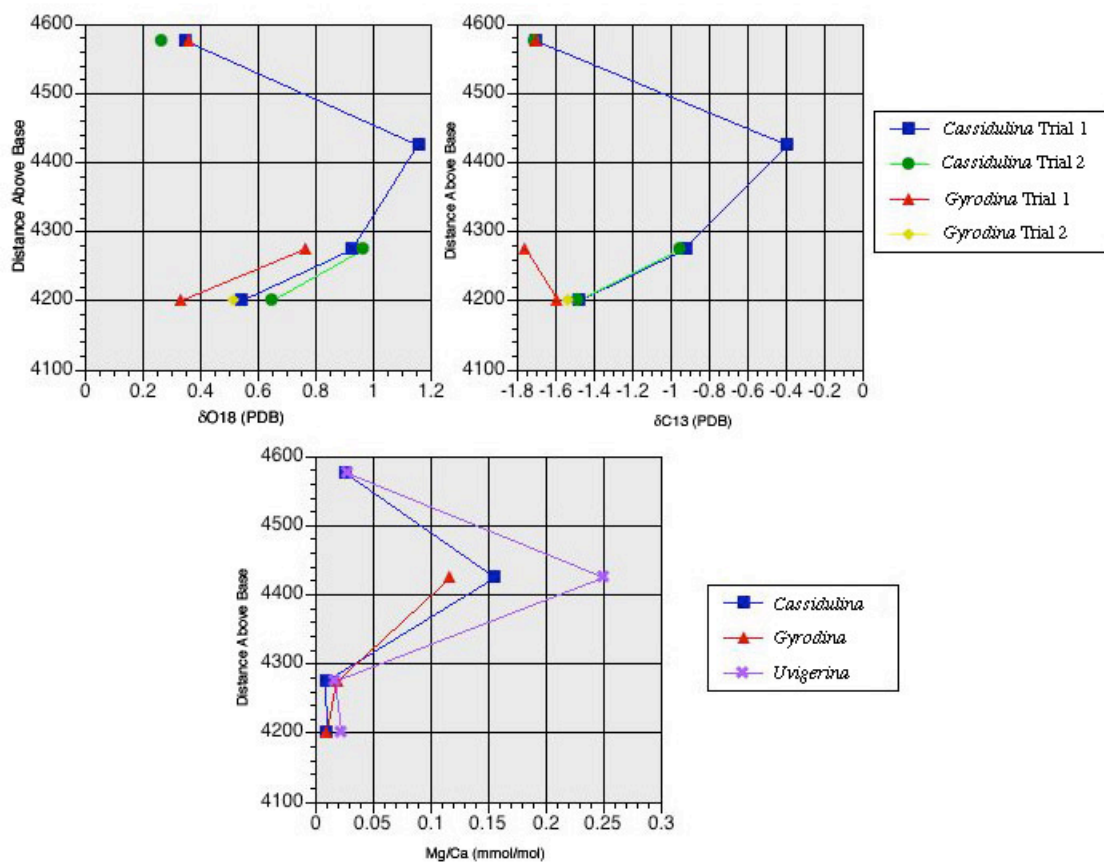 4600
4500
4400
4300
4200
4100
Distance Above Base
0 0.2 0.4 0.6 0.8 1 1.2
δO18 (PDB)
4600
4500
4400
4300
4200
4100
Distance Above Base
-1.8 -1.6 -1.4 -1.2 -1 -0.8 -0.6 -0.4 -0.2 0
δC13 (PDB)
Cassidulina Trial 1
Cassidulina Trial 2
Gyrodina Trial 1
Gyrodina Trial 2
4600
4500
4400
4300
4200
4100
Distance Above Base
0 0.05 0.1 0.15 0.2 0.25 0.3
Mg/Ca (mmol/mol)
Cassidulina
Gyrodina
Uvigerina